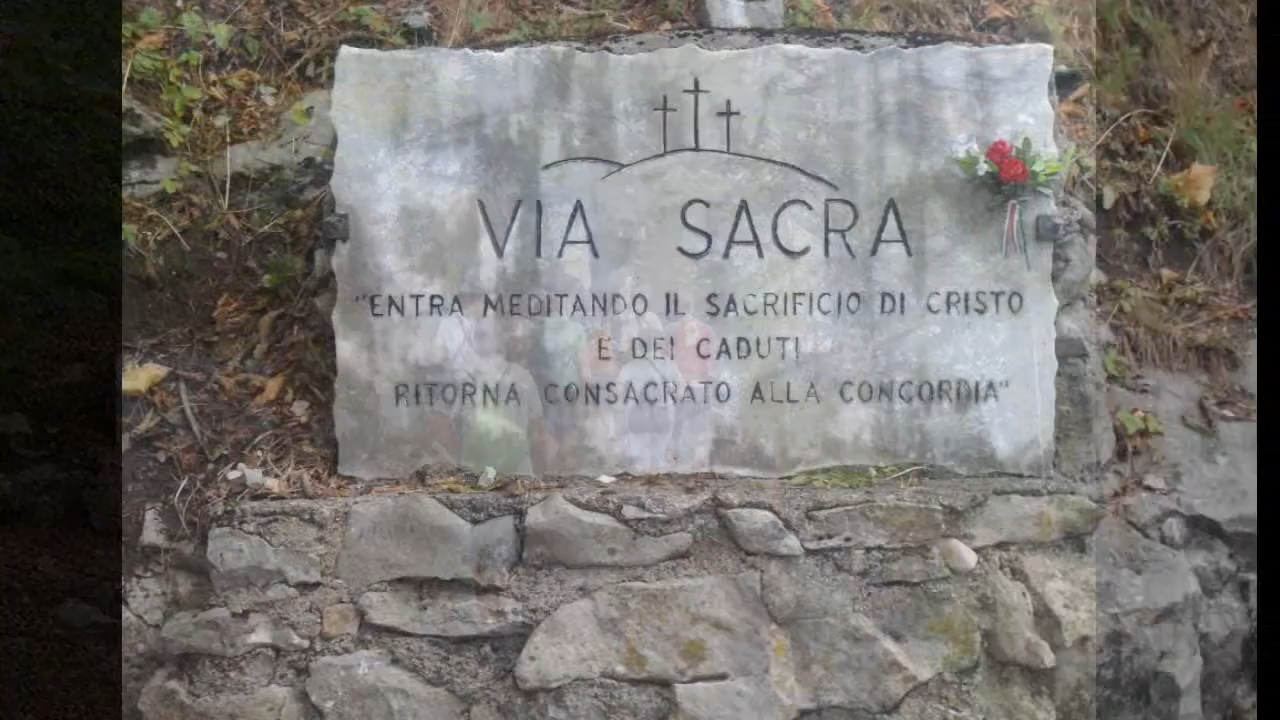 VIA SACRA
"ENTRA MEDITANDO IL SACRIFICIO DI CRISTO
E DEI CADUTI
RITORNA CONSACRATO ALLA CONCORDIA"